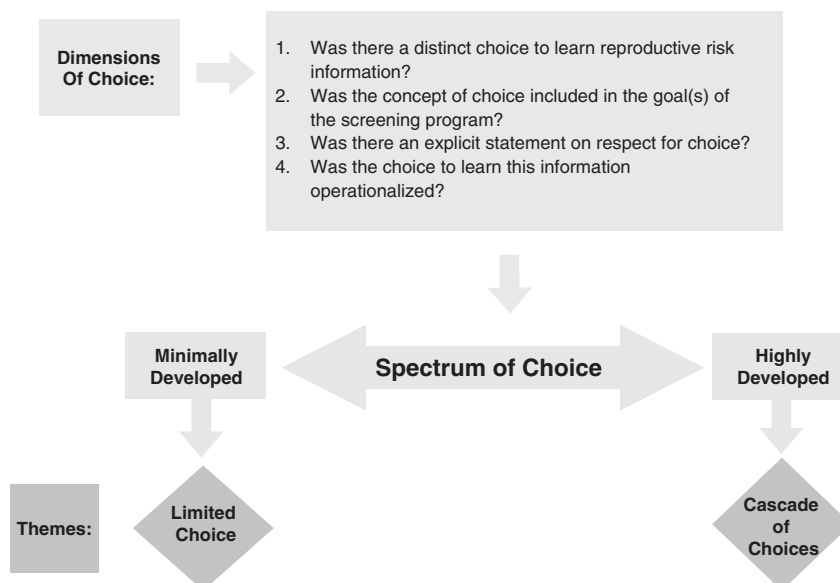 Dimensions
Of Choice:
1. Was there a distinct choice to learn reproductive risk
information?
2. Was the concept of choice included in the goal(s) of
the screening program?
3. Was there an explicit statement on respect for choice?
4. Was the choice to learn this information
operationalized?
Minimally
Developed
Spectrum of Choice
Highly
Developed
Themes:
Limited
Choice
Cascade
of
Choices